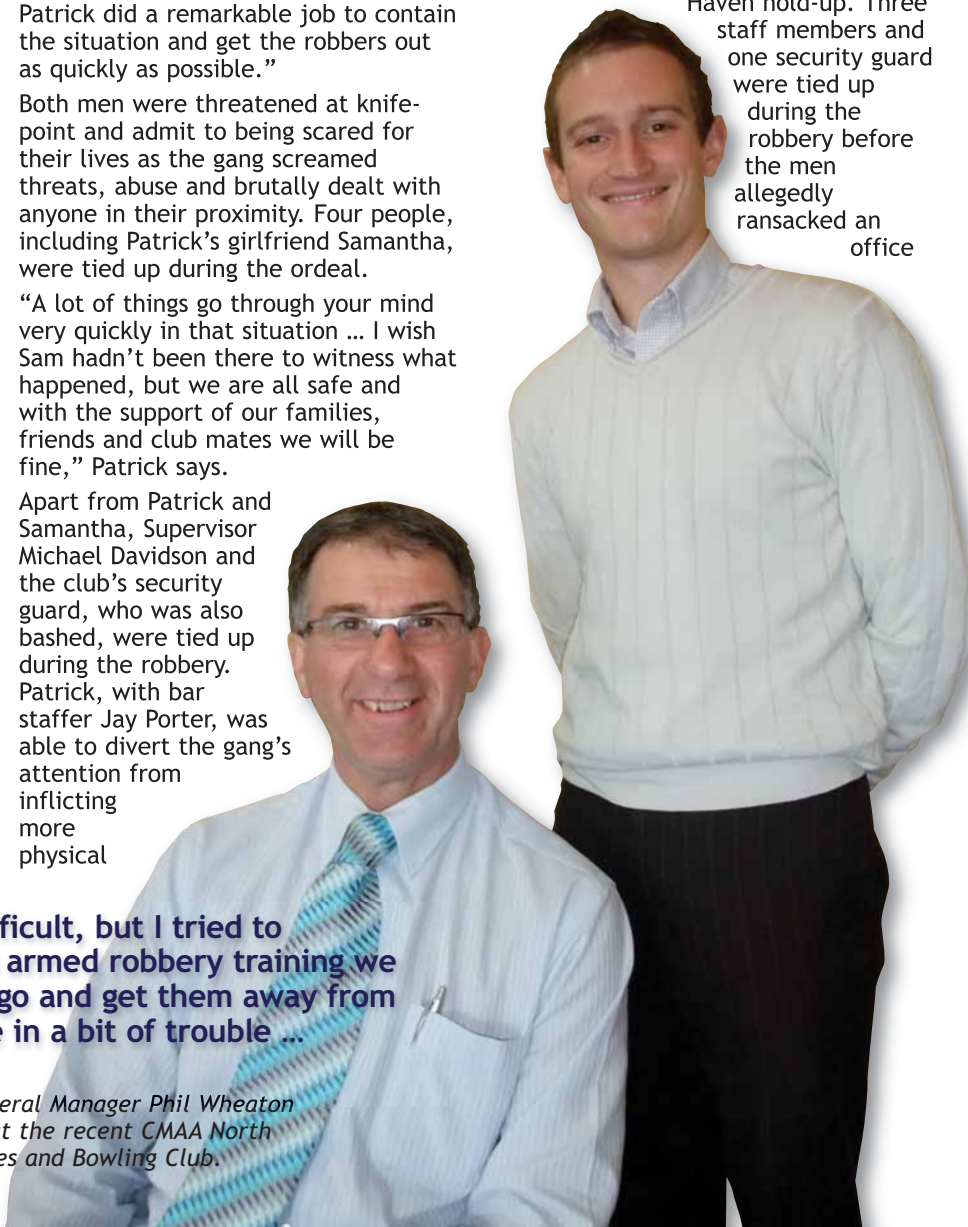 Patrick did a remarkable job to contain
the situation and get the robbers out
as quickly as possible.”
Both men were threatened at knife-
point and admit to being scared for
their lives as the gang screamed
threats, abuse and brutally dealt with
anyone in their proximity. Four people,
including Patrick’s girlfriend Samantha,
were tied up during the ordeal.
“A lot of things go through your mind
very quickly in that situation … I wish
Sam hadn’t been there to witness what
happened, but we are all safe and
with the support of our families,
friends and club mates we will be
fine,” Patrick says.
Apart from Patrick and
Samantha, Supervisor
Michael Davidson and
the club’s security
guard, who was also
bashed, were tied up
during the robbery.
Patrick, with bar
staffer Jay Porter, was
able to divert the gang’s
attention from
inflicting
more
physical
Haven hold-up. Three
staff members and
one security guard
were tied up
during the
robbery before
the men
allegedly
ransacked an
office
ficult, but I tried to
armed robbery training we
go and get them away from
in a bit of trouble …
eral Manager Phil Wheaton
t the recent CMAA North
es and Bowling Club.